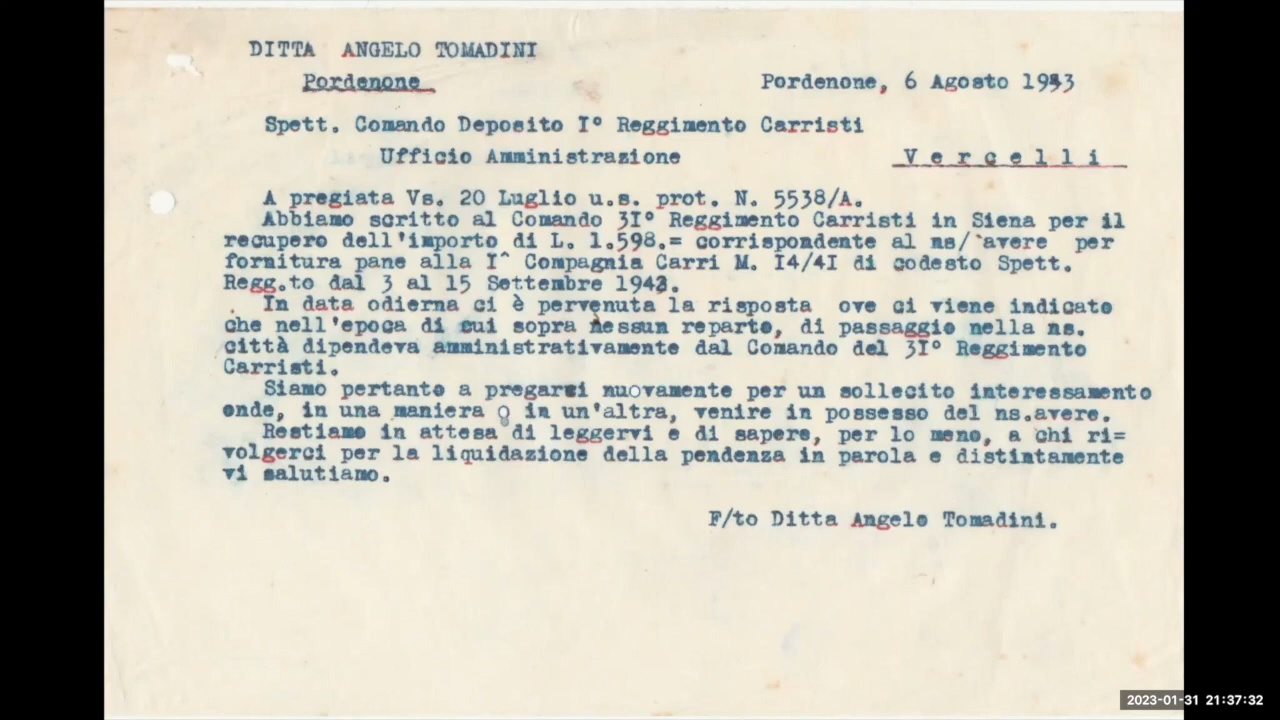 DITTA ANGELO TOMADINI
Pordenone
Pordenone, 6 Agosto 1943
Spett. Comando Deposito I° Reggimento Carristi
Ufficio Amministrazione
V e r c e l l i
A pregiata Vs. 20 Luglio u.s. prot. N. 5538/A.
Abbiamo scritto al Comando 3I° Reggimento Carristi in Siena per il
recupero dell'importo di L. 1.598.= corrispondente al ns/ avere per
fornitura pane alla I^ Compagnia Carri M. I4/4I di codesto Spett.
Regg.to dal 3 al 15 Settembre 1942.
In data odierna ci è pervenuta la risposta ove ci viene indicato
che nell'epoca di cui sopra nessun reparto, di passaggio nella ns.
città dipendeva amministrativamente dal Comando del 3I° Reggimento
Carristi.
Siamo pertanto a pregarvi nuovamente per un sollecito interessamento
onde, in una maniera o in un'altra, venire in possesso del ns.avere.
Restiamo in attesa di leggervi e di sapere, per lo meno, a chi ri=
volgerci per la liquidazione della pendenza in parola e distintamente
vi salutiamo.
F/to Ditta Angelo Tomadini.
2023-01-31 21:37:32